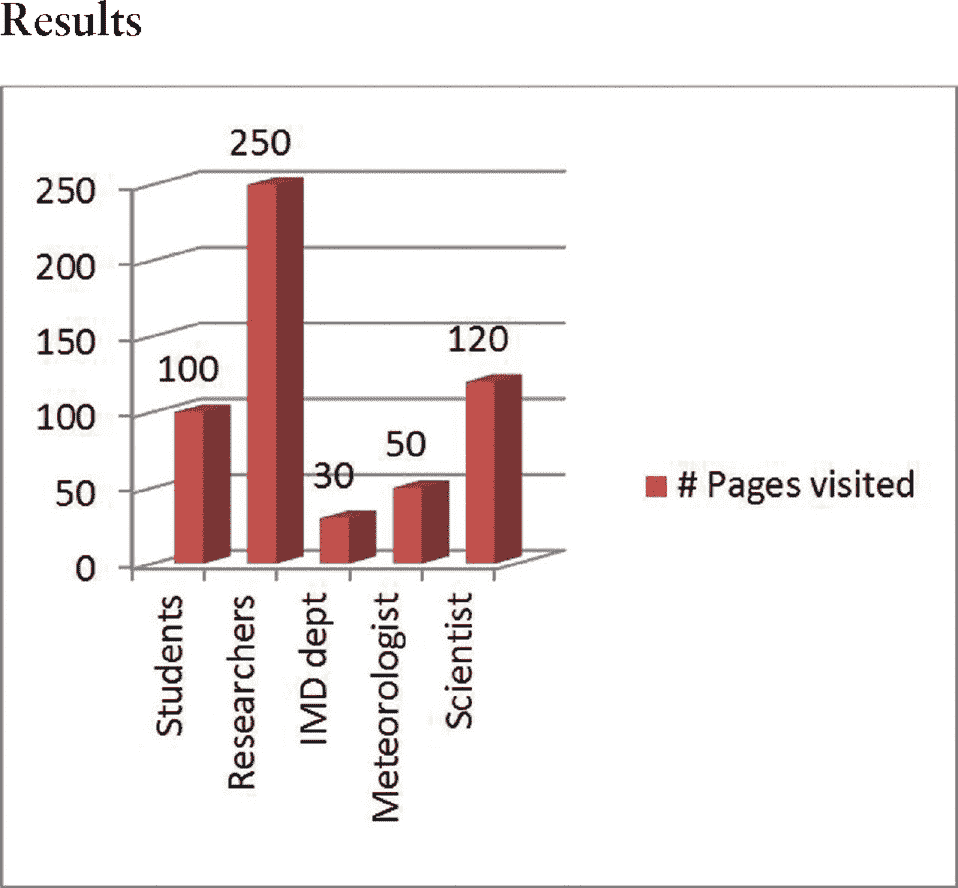 Results
250
250
200
150
120
100
100
50
50
30
0
# Pages visited
Students
Researchers
IMD dept
Meteorologist
Scientist